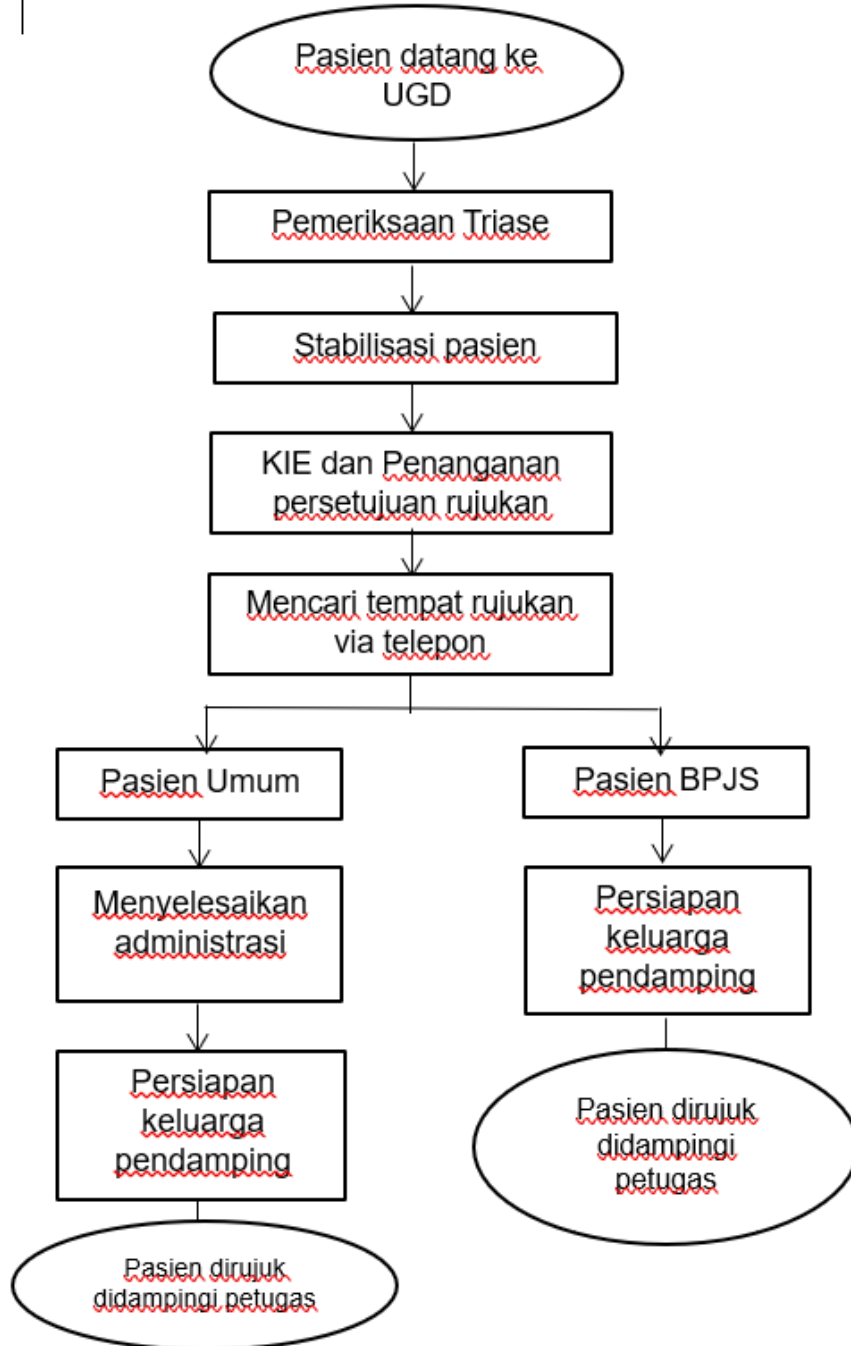 Pasien datang ke
UGD
Pemeriksaan Triase
Stabilisasi pasien
KIE dan Penanganan
persetujuan rujukan
Mencari tempat rujukan
via telepon
Pasien Umum
Menyelesaikan
administrasi
Persiapan
keluarga
pendamping
Pasien dirujuk
didampingi petugas
Pasien BPJS
Persiapan
keluarga
pendamping
Pasien dirujuk
didampingi
petugas